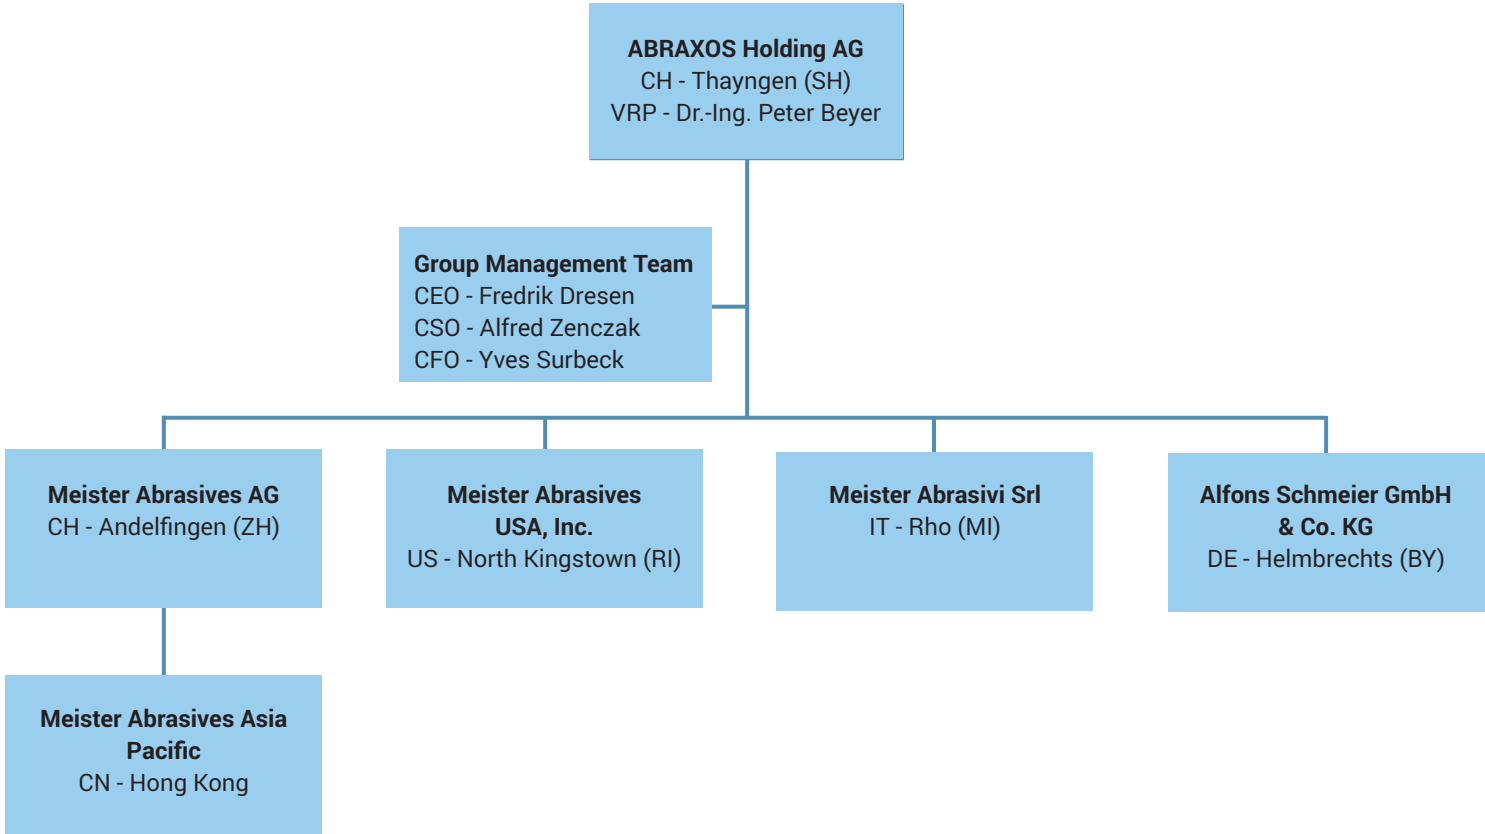 ABRAXOS Holding AG
CH - Thayngen (SH)
VRP - Dr.-Ing. Peter Beyer
Group Management Team
CEO - Fredrik Dresen
CSO - Alfred Zenczak
CFO - Yves Surbeck
Meister Abrasives AG
CH - Andelfingen (ZH)
Meister Abrasives
USA, Inc.
US - North Kingstown (RI)
Meister Abrasivi Srl
IT - Rho (MI)
Alfons Schmeier GmbH
& Co. KG
DE - Helmbrechts (BY)
Meister Abrasives Asia
Pacific
CN - Hong Kong